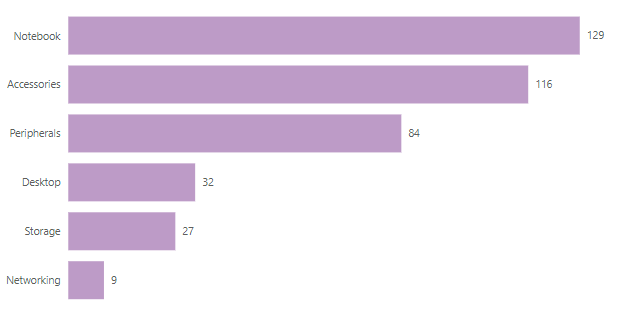 Notebook 129
Accessories 116
Peripherals 84
Desktop 32
Storage 27
Networking 9